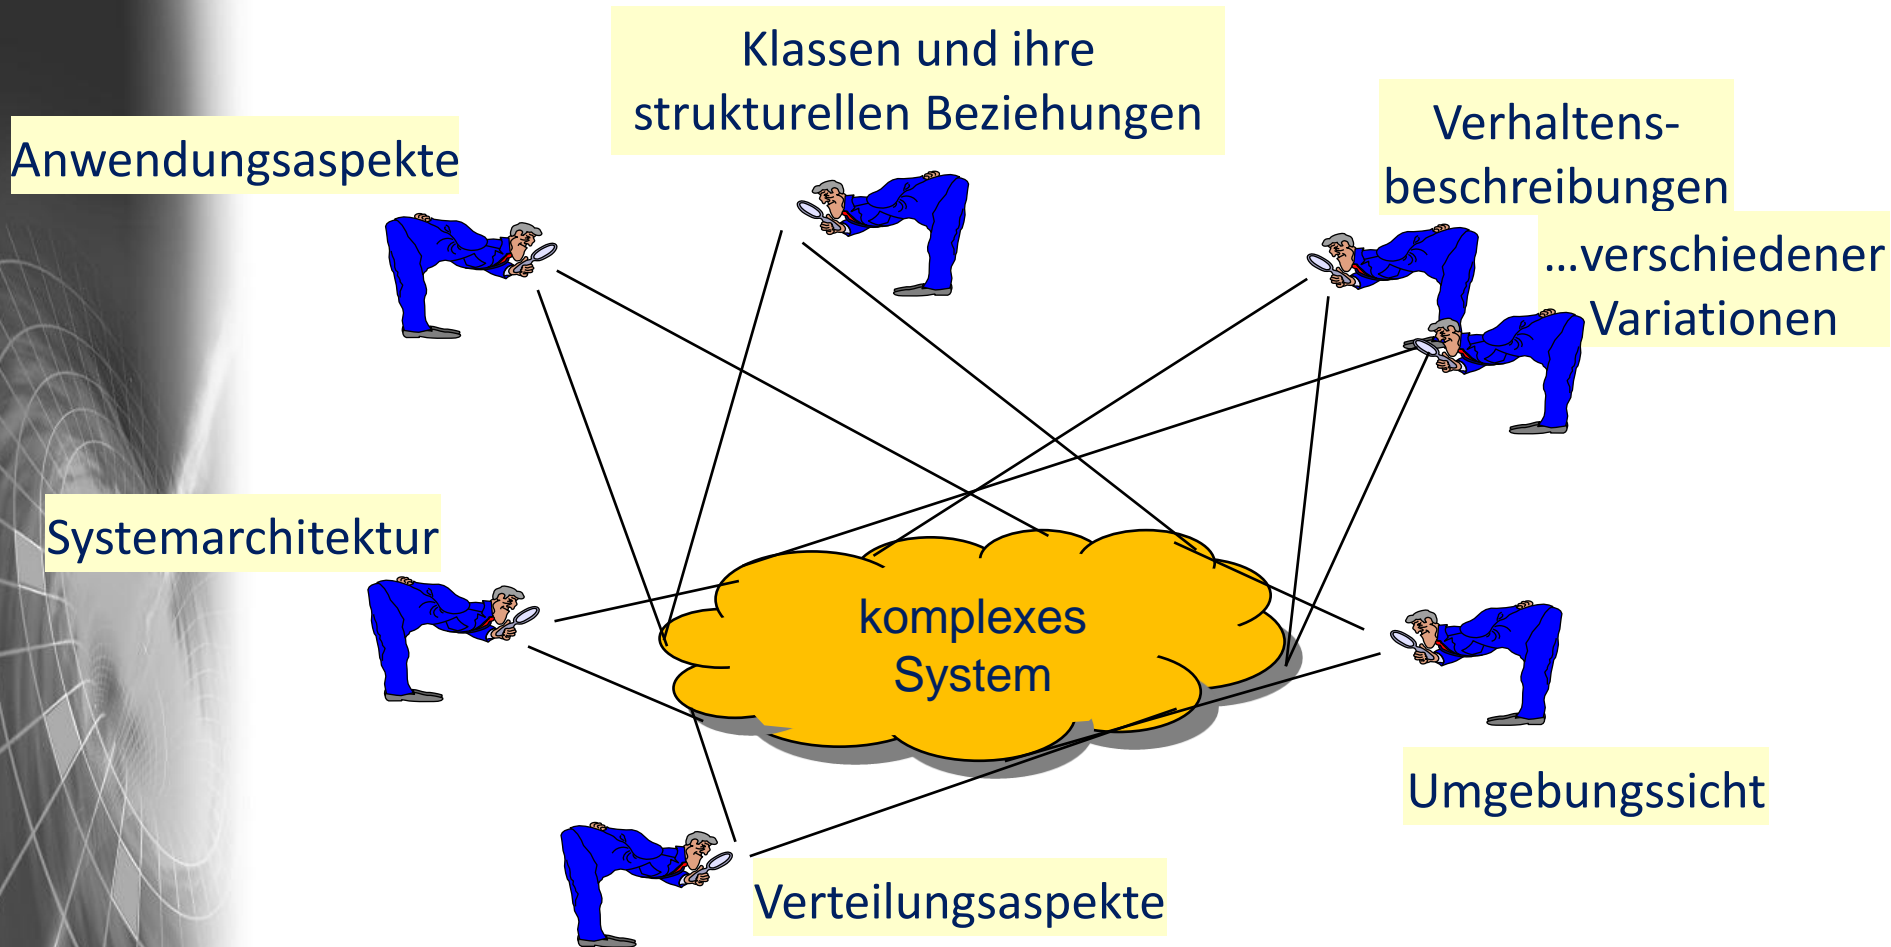 Klassen und ihre
strukturellen Beziehungen
Anwendungsaspekte
Verhaltens-
beschreibungen
...verschiedener
Variationen
Systemarchitektur
komplexes
System
Umgebungssicht
Verteilungsaspekte